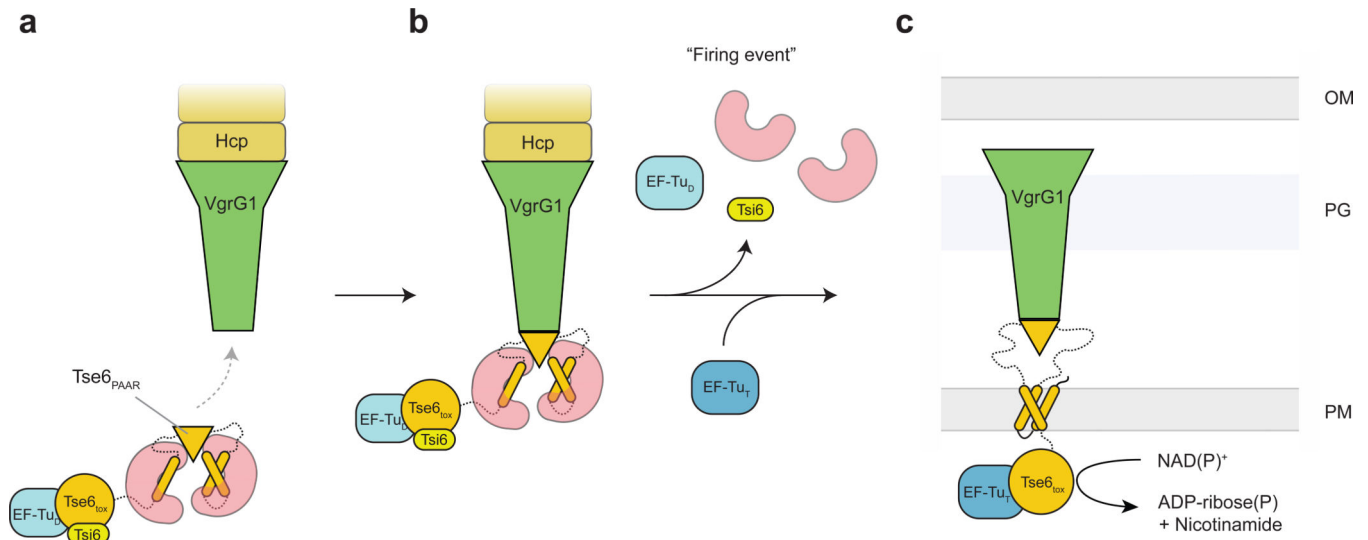 a
Hcp
VgrG1
Tse6PAAR
EF-TuD
Tse6tox
Tsi6
b
"Firing event"
Hcp
VgrG1
EF-TuD
Tse6tox
Tsi6
EF-TuD
Tsi6
EF-TuT
c
OM
VgrG1
PG
PM
EF-TuT
Tse6tox
NAD(P)+
ADP-ribose(P)
+ Nicotinamide